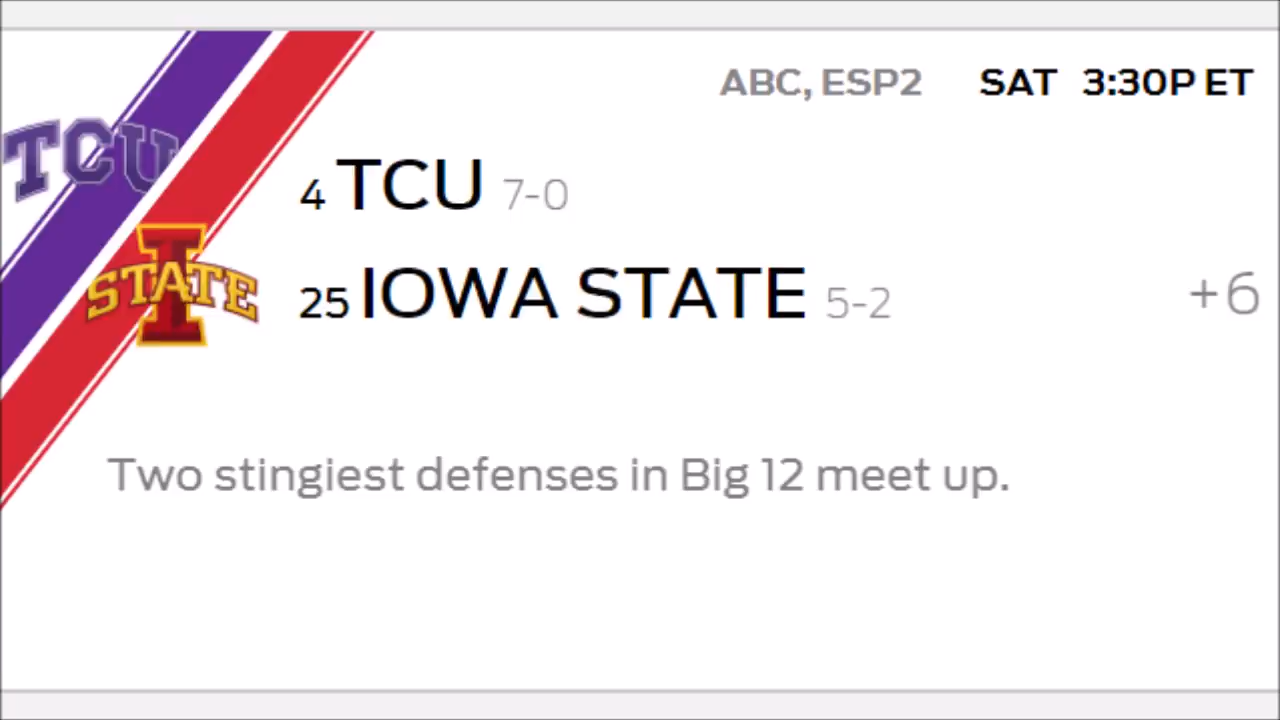 ABC, ESP2 SAT 3:30P ET
TCU
4 TCU 7-0
STATE
I
25 IOWA STATE 5-2 +6
Two stingiest defenses in Big 12 meet up.